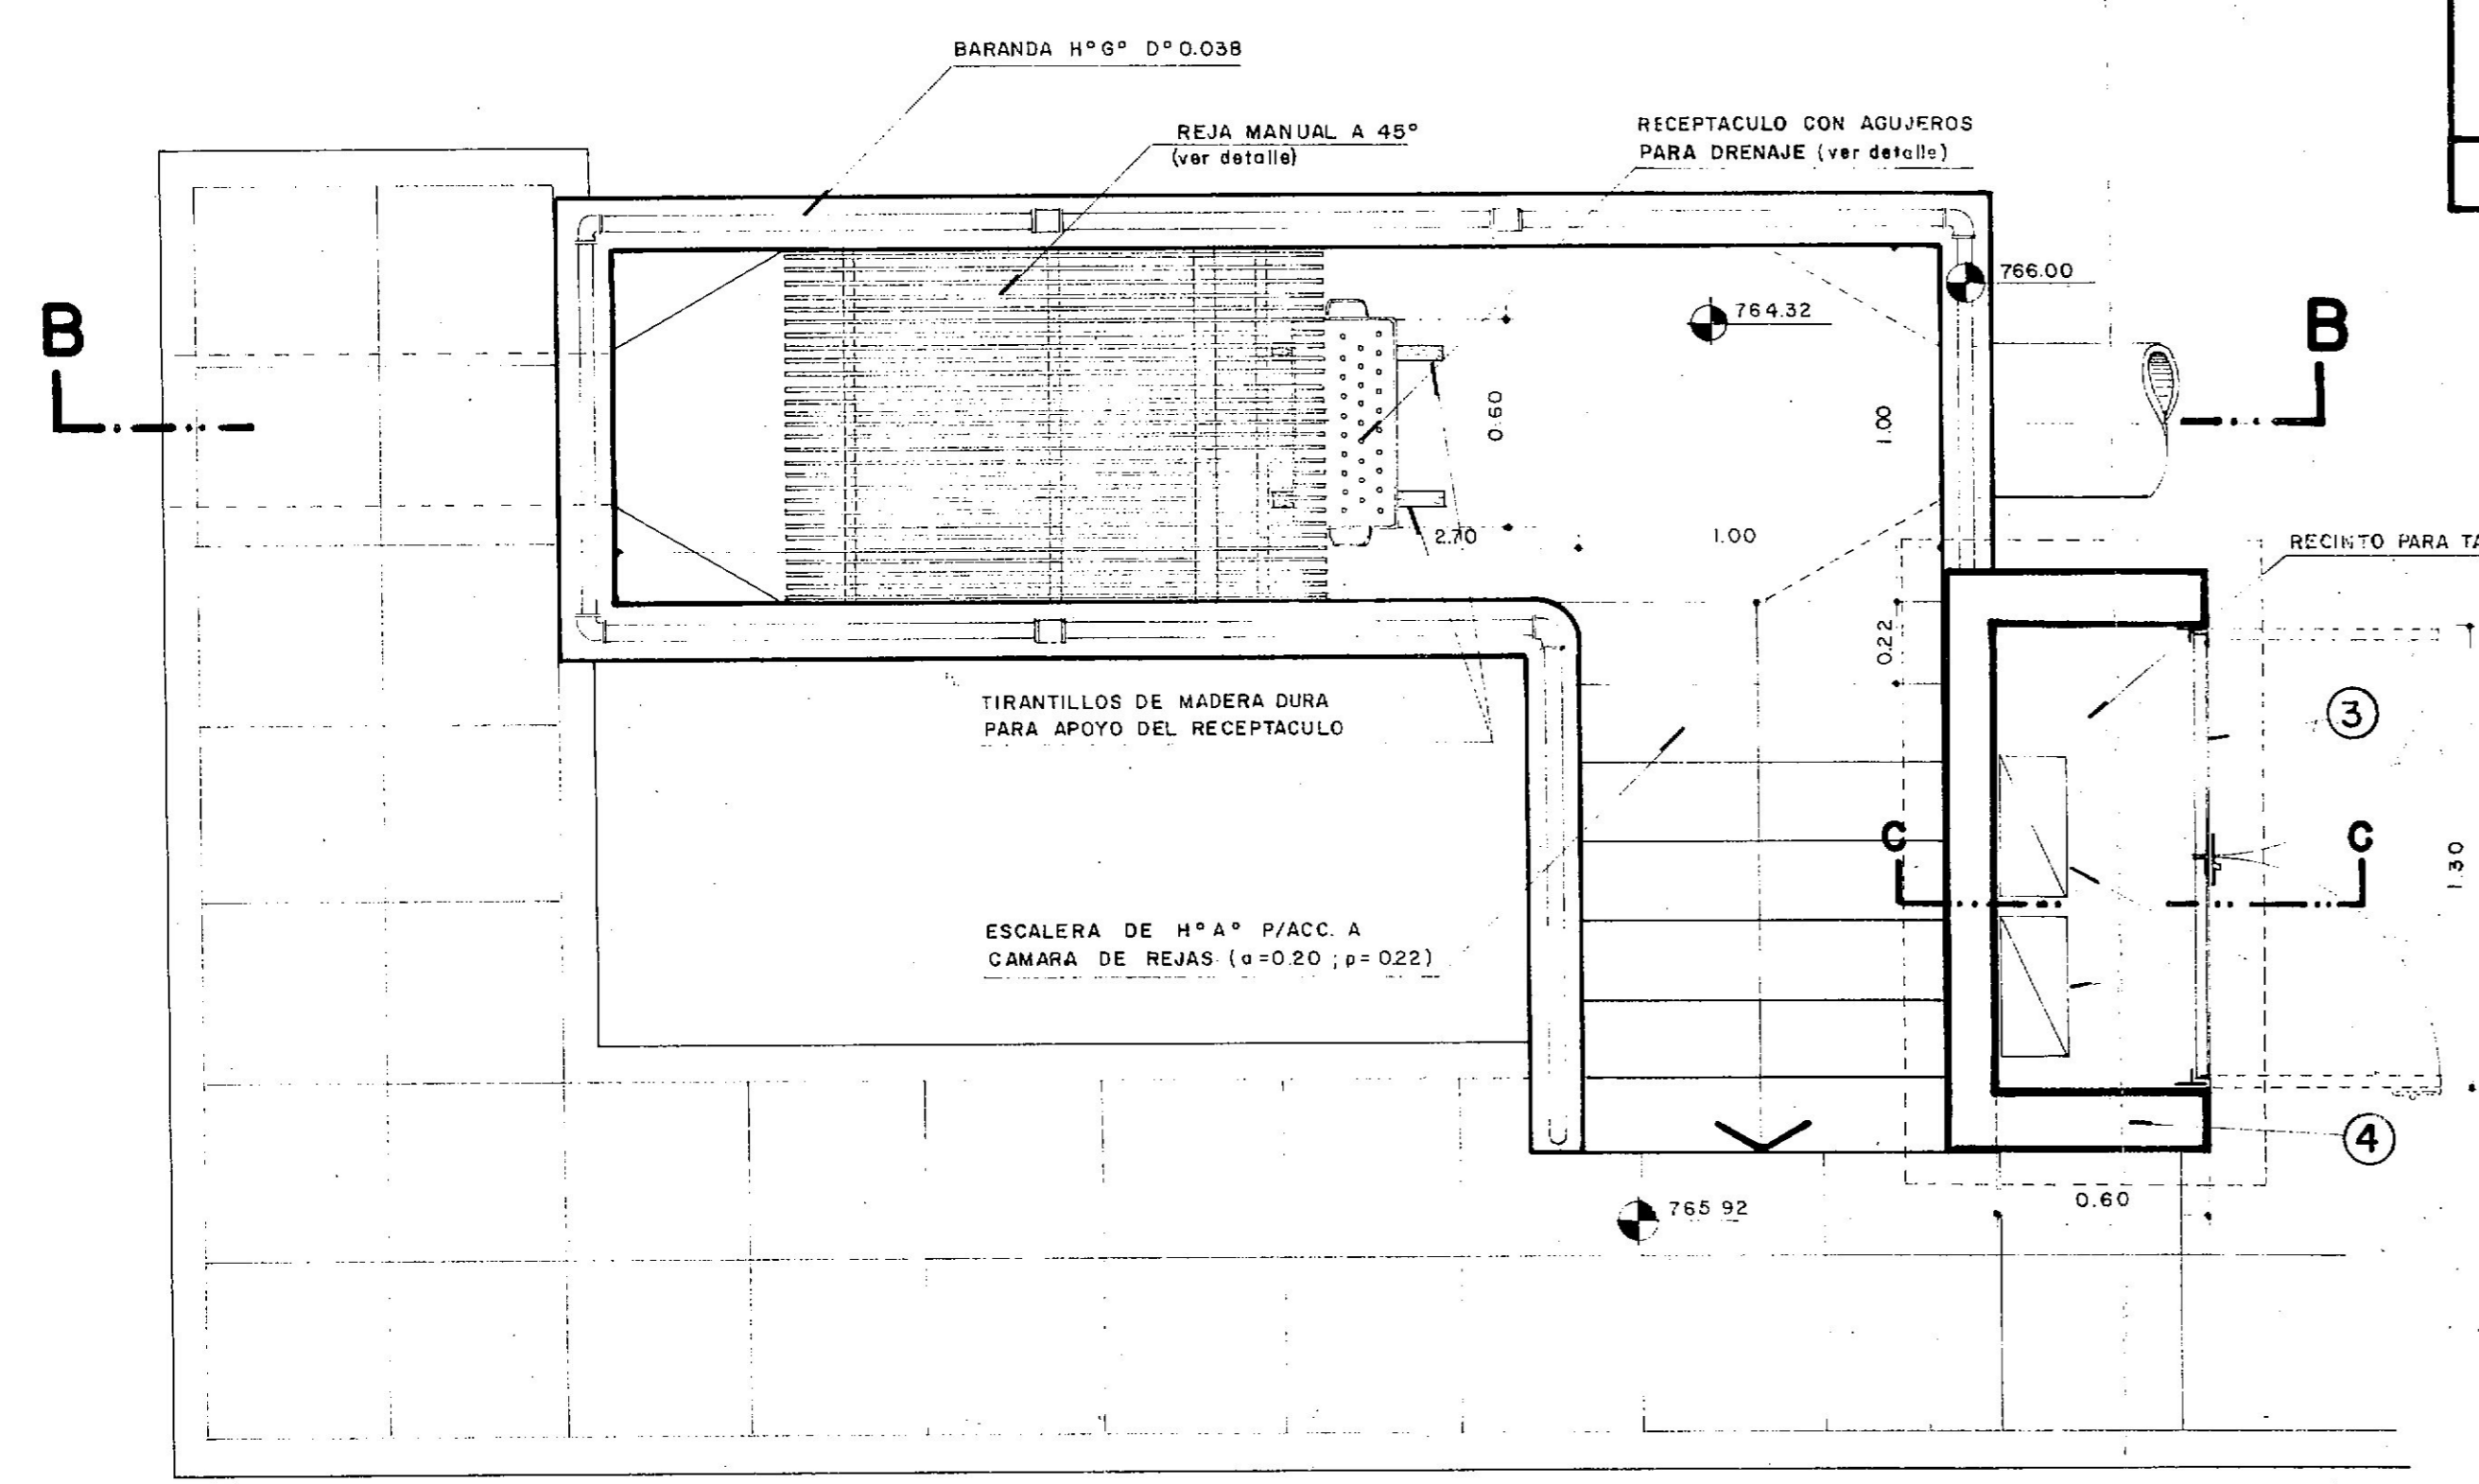 BARANDA H°G° D°0.038
REJA MANUAL A 45°
(ver detalle)
RECEPTACULO CON AGUJEROS
PARA DRENAJE (ver detalle)
766.00
764.32
B
B
0.60
1.00
2.70
1.00
RECINTO PARA TA
0.22
TIRANTILLOS DE MADERA DURA
PARA APOYO DEL RECEPTACULO
3
C
C
1.30
ESCALERA DE H°A° P/ACC. A
CAMARA DE REJAS (a=0.20 ; p= 0.22)
4
0.60
765 92